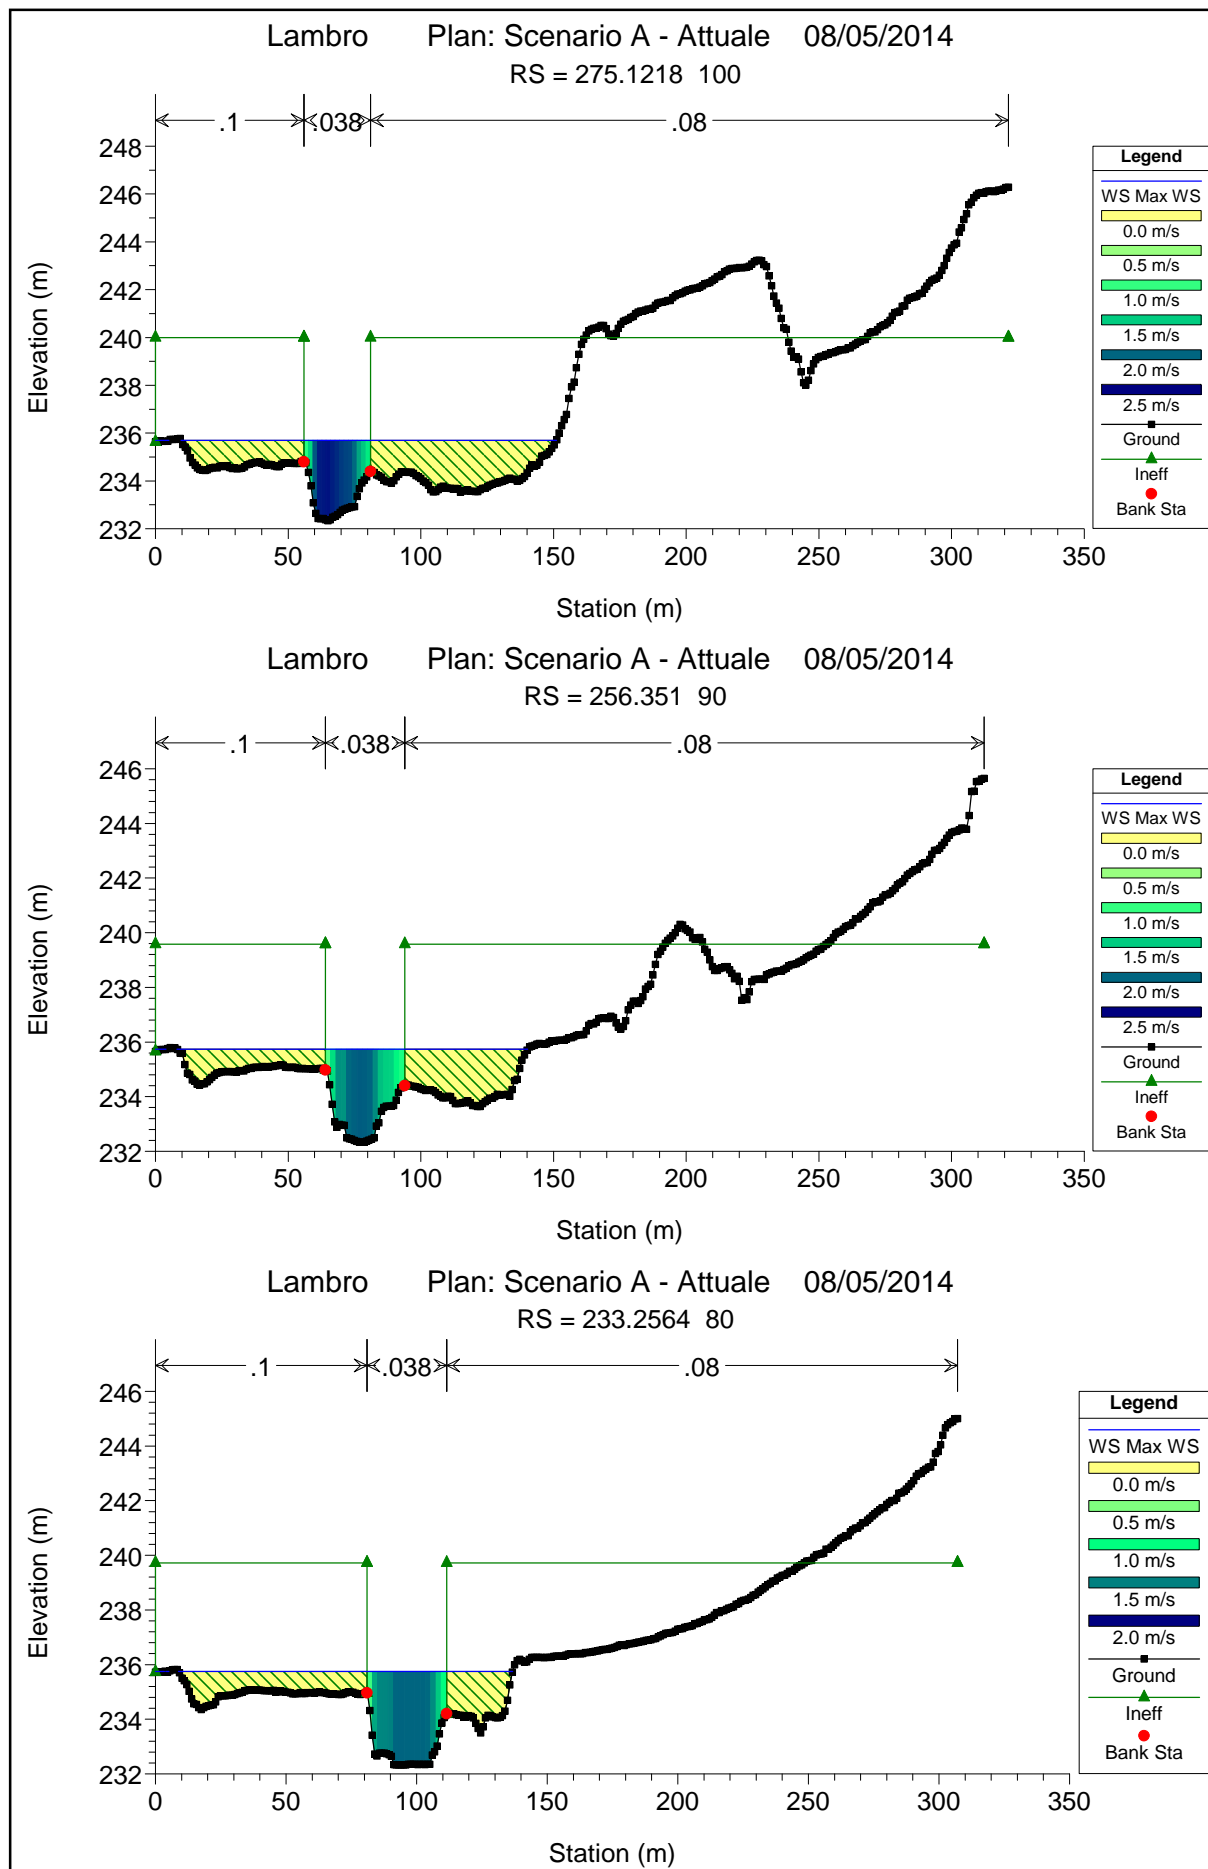 Lambro Plan: Scenario A - Attuale 08/05/2014
RS = 275.1218 100
.1 .038 .08
248
246
244
242
240
238
236
234
232
Elevation (m)
0 50 100 150 200 250 300 350
Station (m)
Legend
WS Max WS
0.0 m/s
0.5 m/s
1.0 m/s
1.5 m/s
2.0 m/s
2.5 m/s
Ground
Ineff
Bank Sta
Lambro Plan: Scenario A - Attuale 08/05/2014
RS = 256.351 90
.1 .038 .08
246
244
242
240
238
236
234
232
Elevation (m)
0 50 100 150 200 250 300 350
Station (m)
Legend
WS Max WS
0.0 m/s
0.5 m/s
1.0 m/s
1.5 m/s
2.0 m/s
2.5 m/s
Ground
Ineff
Bank Sta
Lambro Plan: Scenario A - Attuale 08/05/2014
RS = 233.2564 80
.1 .038 .08
246
244
242
240
238
236
234
232
Elevation (m)
0 50 100 150 200 250 300 350
Station (m)
Legend
WS Max WS
0.0 m/s
0.5 m/s
1.0 m/s
1.5 m/s
2.0 m/s
Ground
Ineff
Bank Sta